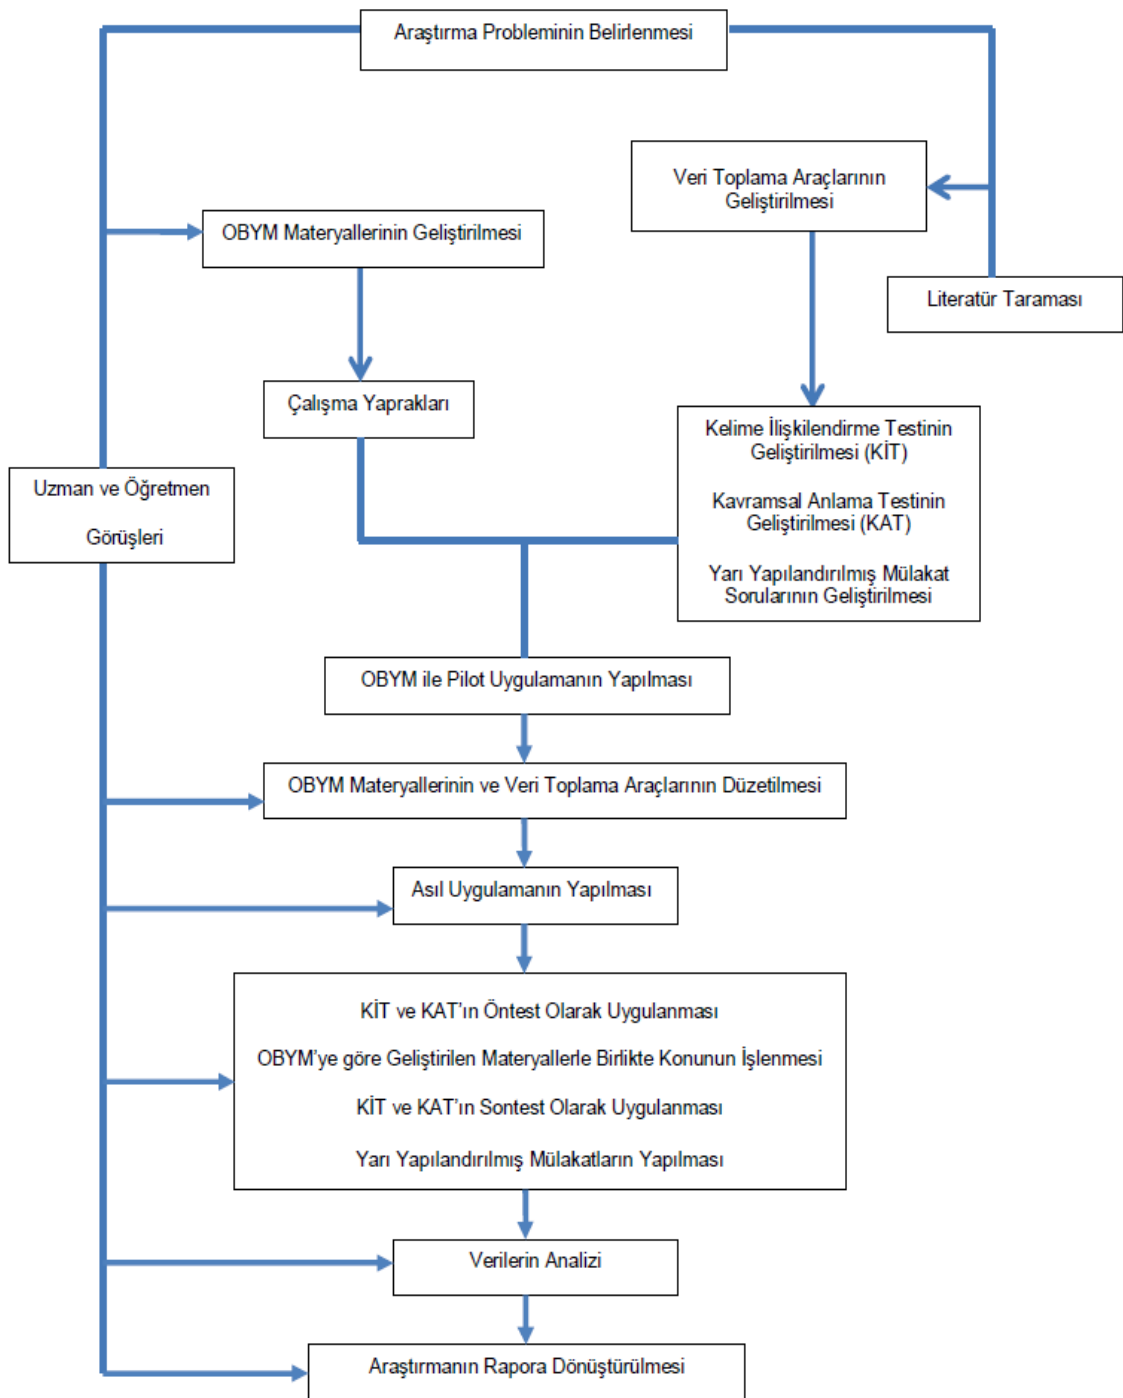 Araştırma Probleminin Belirlenmesi
Veri Toplama Araçlarının
Geliştirilmesi
OBYM Materyallerinin Geliştirilmesi
Literatür Taraması
Çalışma Yaprakları
Kelime İlişkilendirme Testinin
Geliştirilmesi (KİT)
Kavramsal Anlama Testinin
Geliştirilmesi (KAT)
Yarı Yapılandırılmış Mülakat
Sorularının Geliştirilmesi
Uzman ve Öğretmen
Görüşleri
OBYM ile Pilot Uygulamanın Yapılması
OBYM Materyallerinin ve Veri Toplama Araçlarının Düzetilmesi
Asıl Uygulamanın Yapılması
KİT ve KAT’ın Öntest Olarak Uygulanması
OBYM’ye göre Geliştirilen Materyallerle Birlikte Konunun İşlenmesi
KİT ve KAT’ın Sontest Olarak Uygulanması
Yarı Yapılandırılmış Mülakatların Yapılması
Verilerin Analizi
Araştırmanın Rapora Dönüştürülmesi